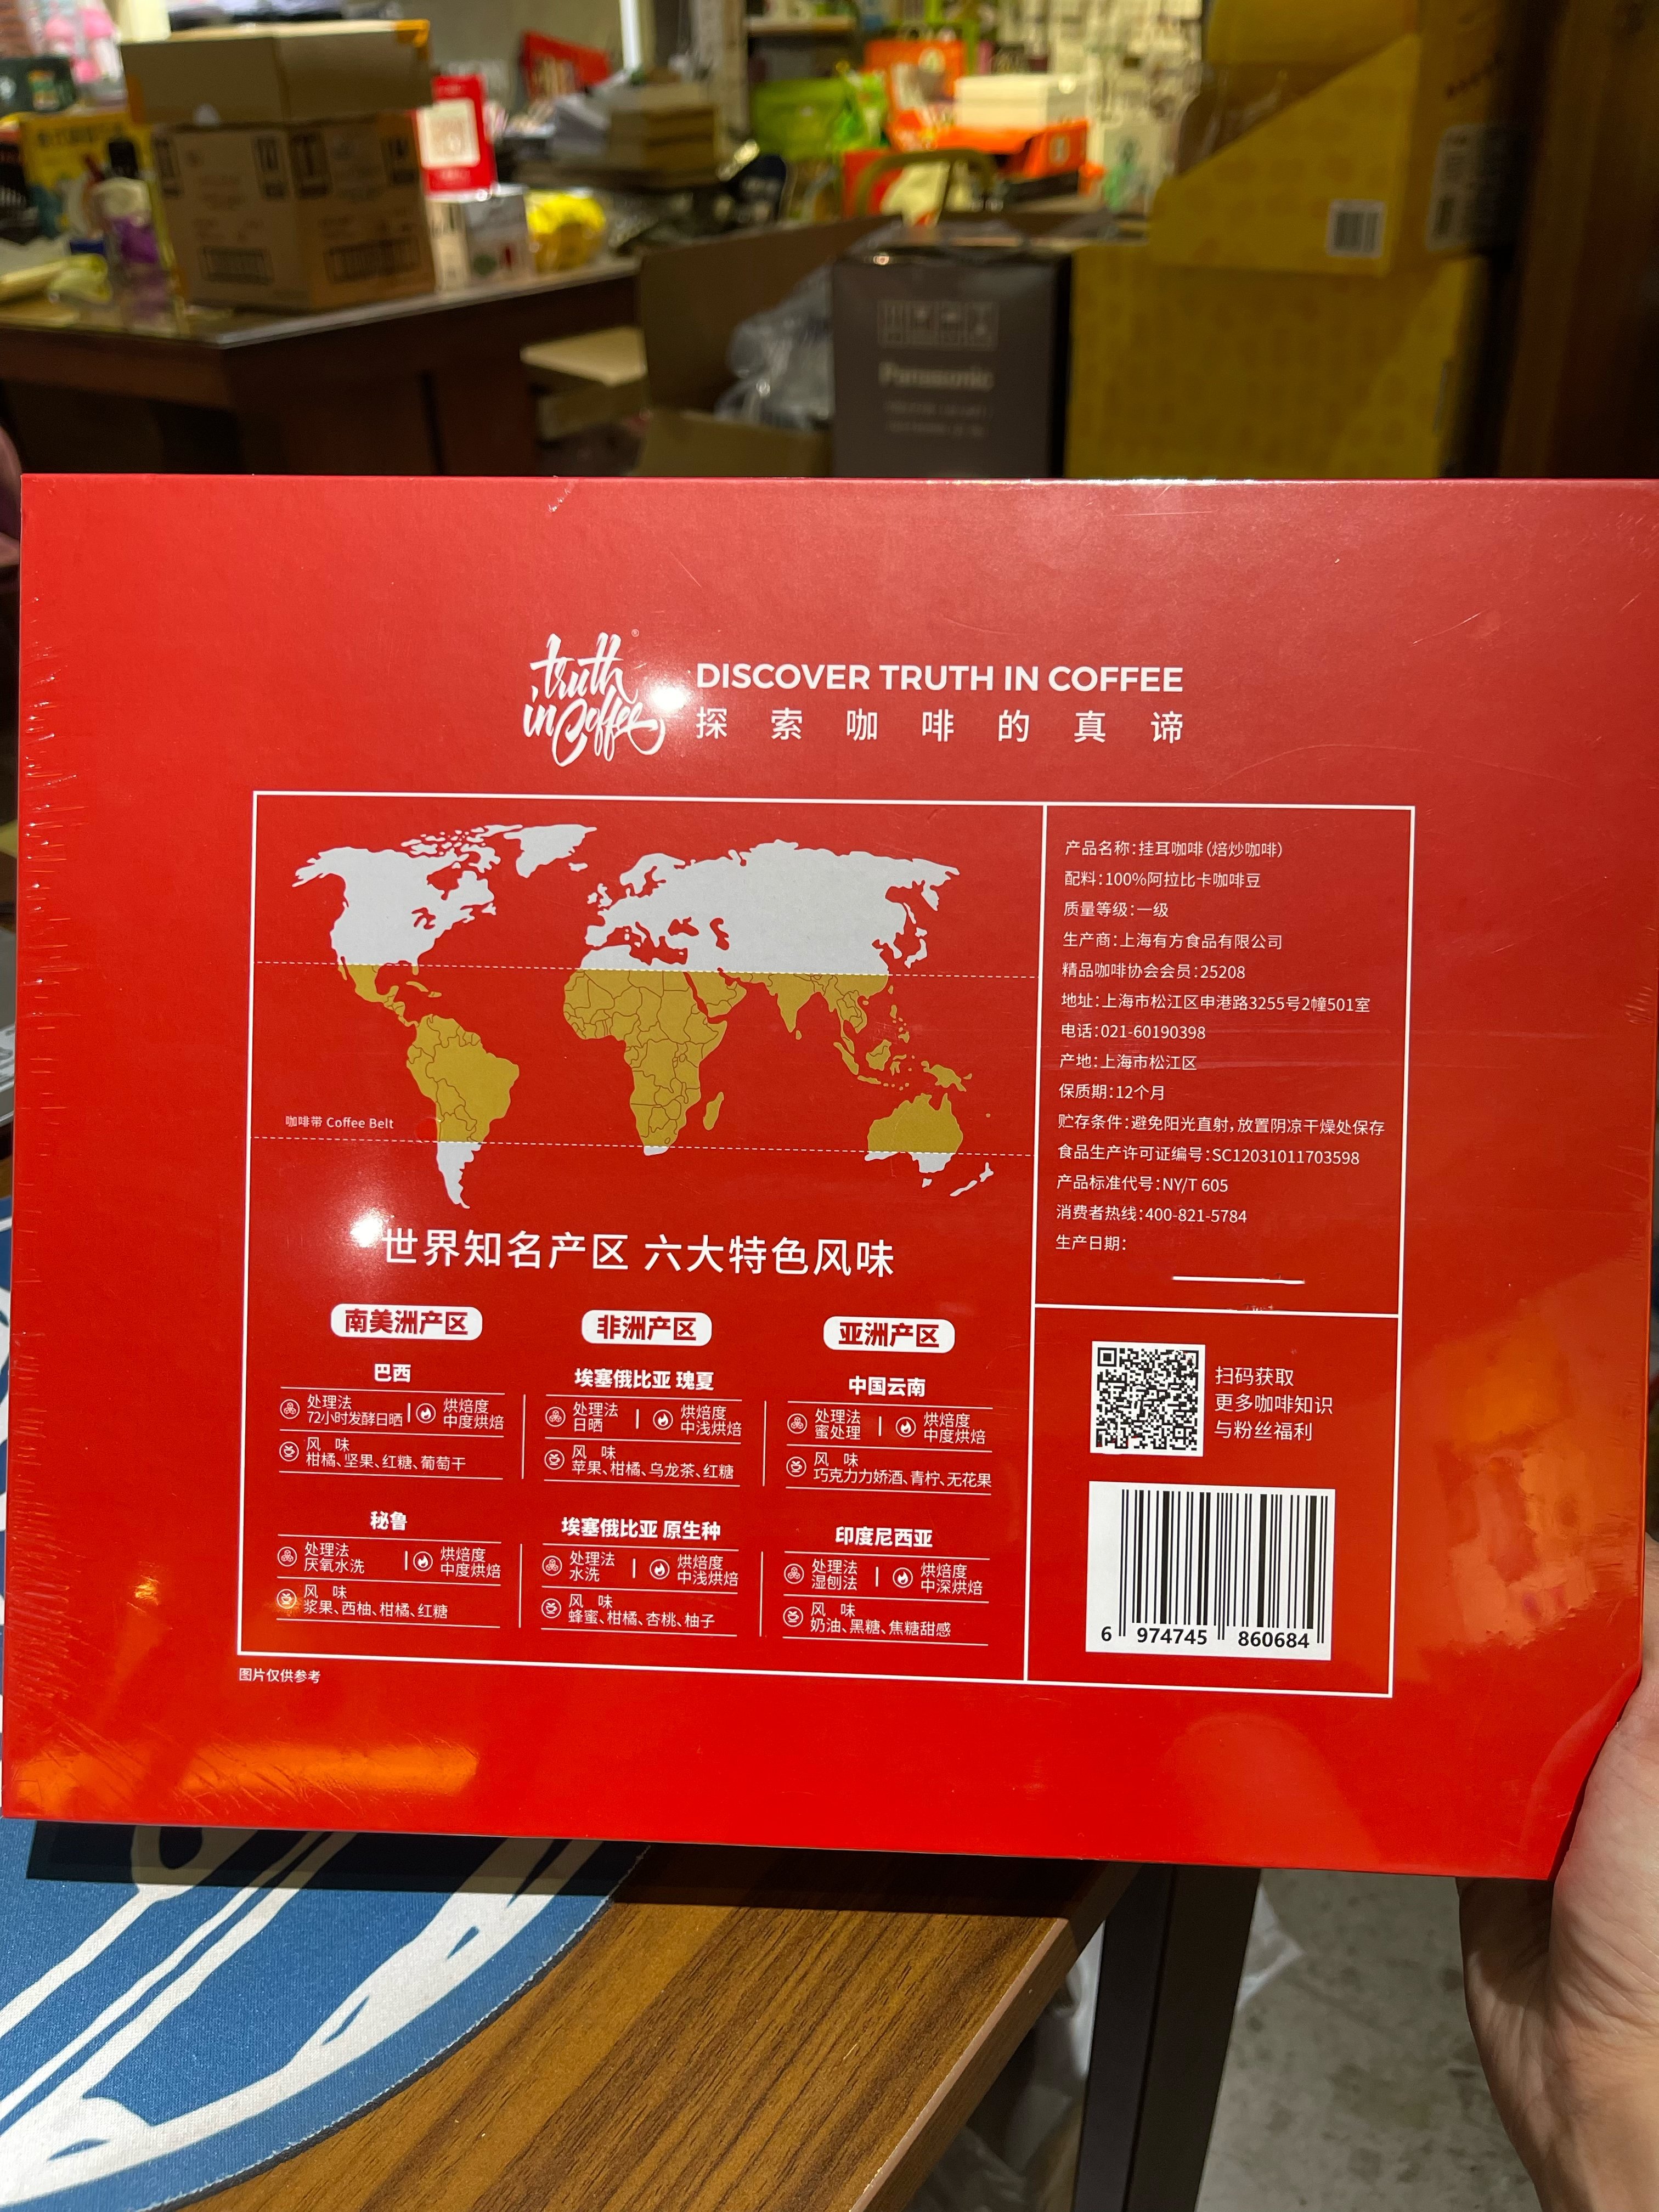 Panasonic
truth
in Coffee
®
DISCOVER TRUTH IN COFFEE
探索咖啡的真谛
咖啡带 Coffee Belt
世界知名产区 六大特色风味
南美洲产区
巴西
处理法
72小时发酵日晒
烘焙度
中度烘焙
风 味
柑橘、坚果、红糖、葡萄干
秘鲁
处理法
厌氧水洗
烘焙度
中度烘焙
风 味
浆果、西柚、柑橘、红糖
非洲产区
埃塞俄比亚 瑰夏
处理法
日晒
烘焙度
中浅烘焙
风 味
苹果、柑橘、乌龙茶、红糖
埃塞俄比亚 原生种
处理法
水洗
烘焙度
中浅烘焙
风 味
蜂蜜、柑橘、杏桃、柚子
亚洲产区
中国云南
处理法
蜜处理
烘焙度
中度烘焙
风 味
巧克力力娇酒、青柠、无花果
印度尼西亚
处理法
湿刨法
烘焙度
中深烘焙
风 味
奶油、黑糖、焦糖甜感
图片仅供参考
产品名称：挂耳咖啡（焙炒咖啡）
配料：100%阿拉比卡咖啡豆
质量等级：一级
生产商：上海有方食品有限公司
精品咖啡协会会员：25208
地址：上海市松江区申港路3255号2幢501室
电话：021-60190398
产地：上海市松江区
保质期：12个月
贮存条件：避免阳光直射，放置阴凉干燥处保存
食品生产许可证编号：SC12031011703598
产品标准代号：NY/T 605
消费者热线：400-821-5784
生产日期：
扫码获取
更多咖啡知识
与粉丝福利
6 974745 860684